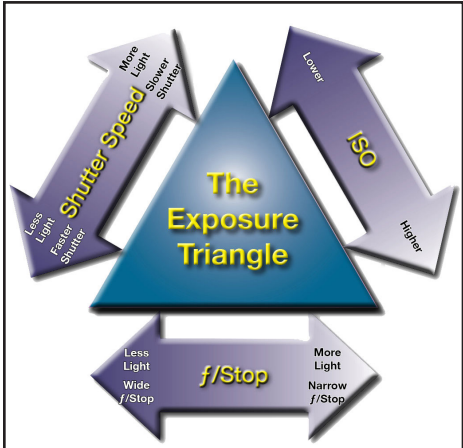 More
Light
Slower
Shutter
Shutter Speed
Less
Light
Faster
Shutter
Lower
ISO
Higher
The
Exposure
Triangle
Less
Light
Wide
ƒ/Stop
ƒ/Stop
More
Light
Narrow
ƒ/Stop